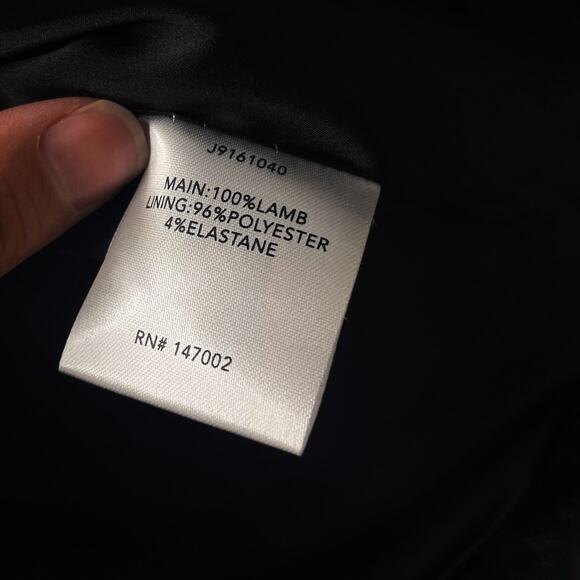 J9161040
MAIN:100%LAMB
LINING:96%POLYESTER
4%ELASTANE
RN# 147002